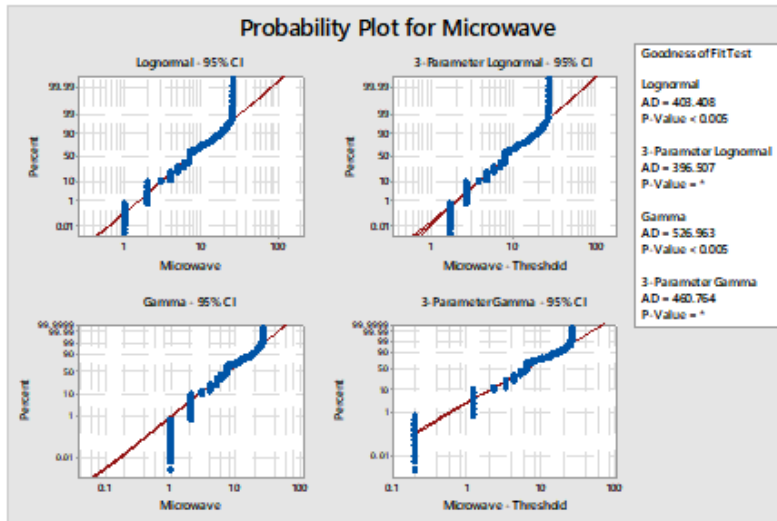 Probability Plot for Microwave
Lognormal - 95% CI
99.99
99
90
50
10
1
0.01
Percent
1
10
100
Microwave
3-Parameter Lognormal - 95% CI
99.99
99
90
50
10
1
0.01
Percent
1
10
100
Microwave - Threshold
Gamma - 95% CI
99.9999
99.99
99
90
50
10
1
0.01
Percent
0.1
1
10
100
Microwave
3-Parameter Gamma - 95% CI
99.9999
99.99
99
90
50
10
1
0.01
Percent
0.1
1
10
100
Microwave - Threshold
Goodness of Fit Test
Lognormal
AD = 403.408
P-Value < 0.005
3-Parameter Lognormal
AD = 396.507
P-Value = *
Gamma
AD = 526.963
P-Value < 0.005
3-Parameter Gamma
AD = 460.764
P-Value = *